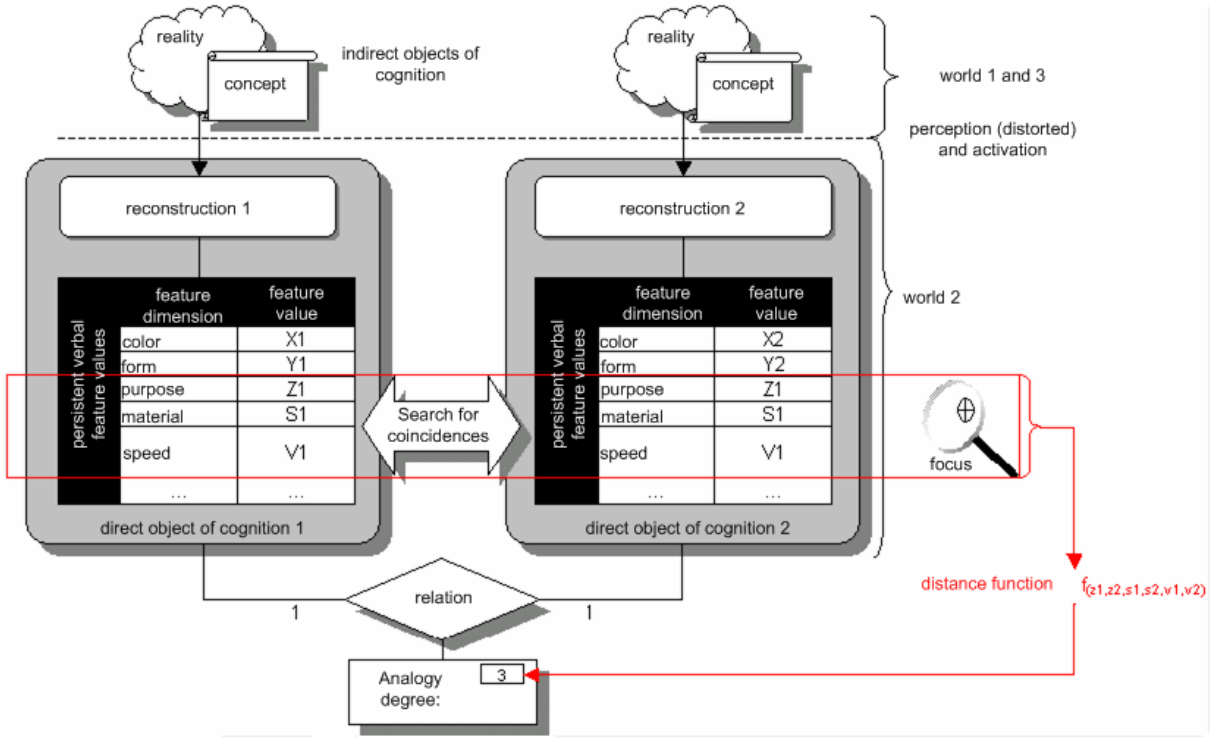 reality
concept
indirect objects of
cognition
reality
concept
world 1 and 3
perception (distorted)
and activation
reconstruction 1
reconstruction 2
persistent verbal
feature values
feature
dimension
feature
value
color
X1
form
Y1
purpose
Z1
material
S1
speed
V1
...
...
direct object of cognition 1
Search for
coincidences
persistent verbal
feature values
feature
dimension
feature
value
color
X2
form
Y2
purpose
Z1
material
S1
speed
V1
...
...
direct object of cognition 2
world 2
focus
distance function
f(z1,z2,s1,s2,v1,v2)
1
relation
1
Analogy
degree:
3